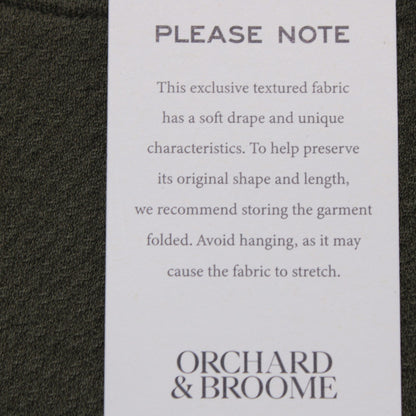 PLEASE NOTE
This exclusive textured fabric
has a soft drape and unique
characteristics. To help preserve
its original shape and length,
we recommend storing the garment
folded. Avoid hanging, as it may
cause the fabric to stretch.
ORCHARD
& BROOME